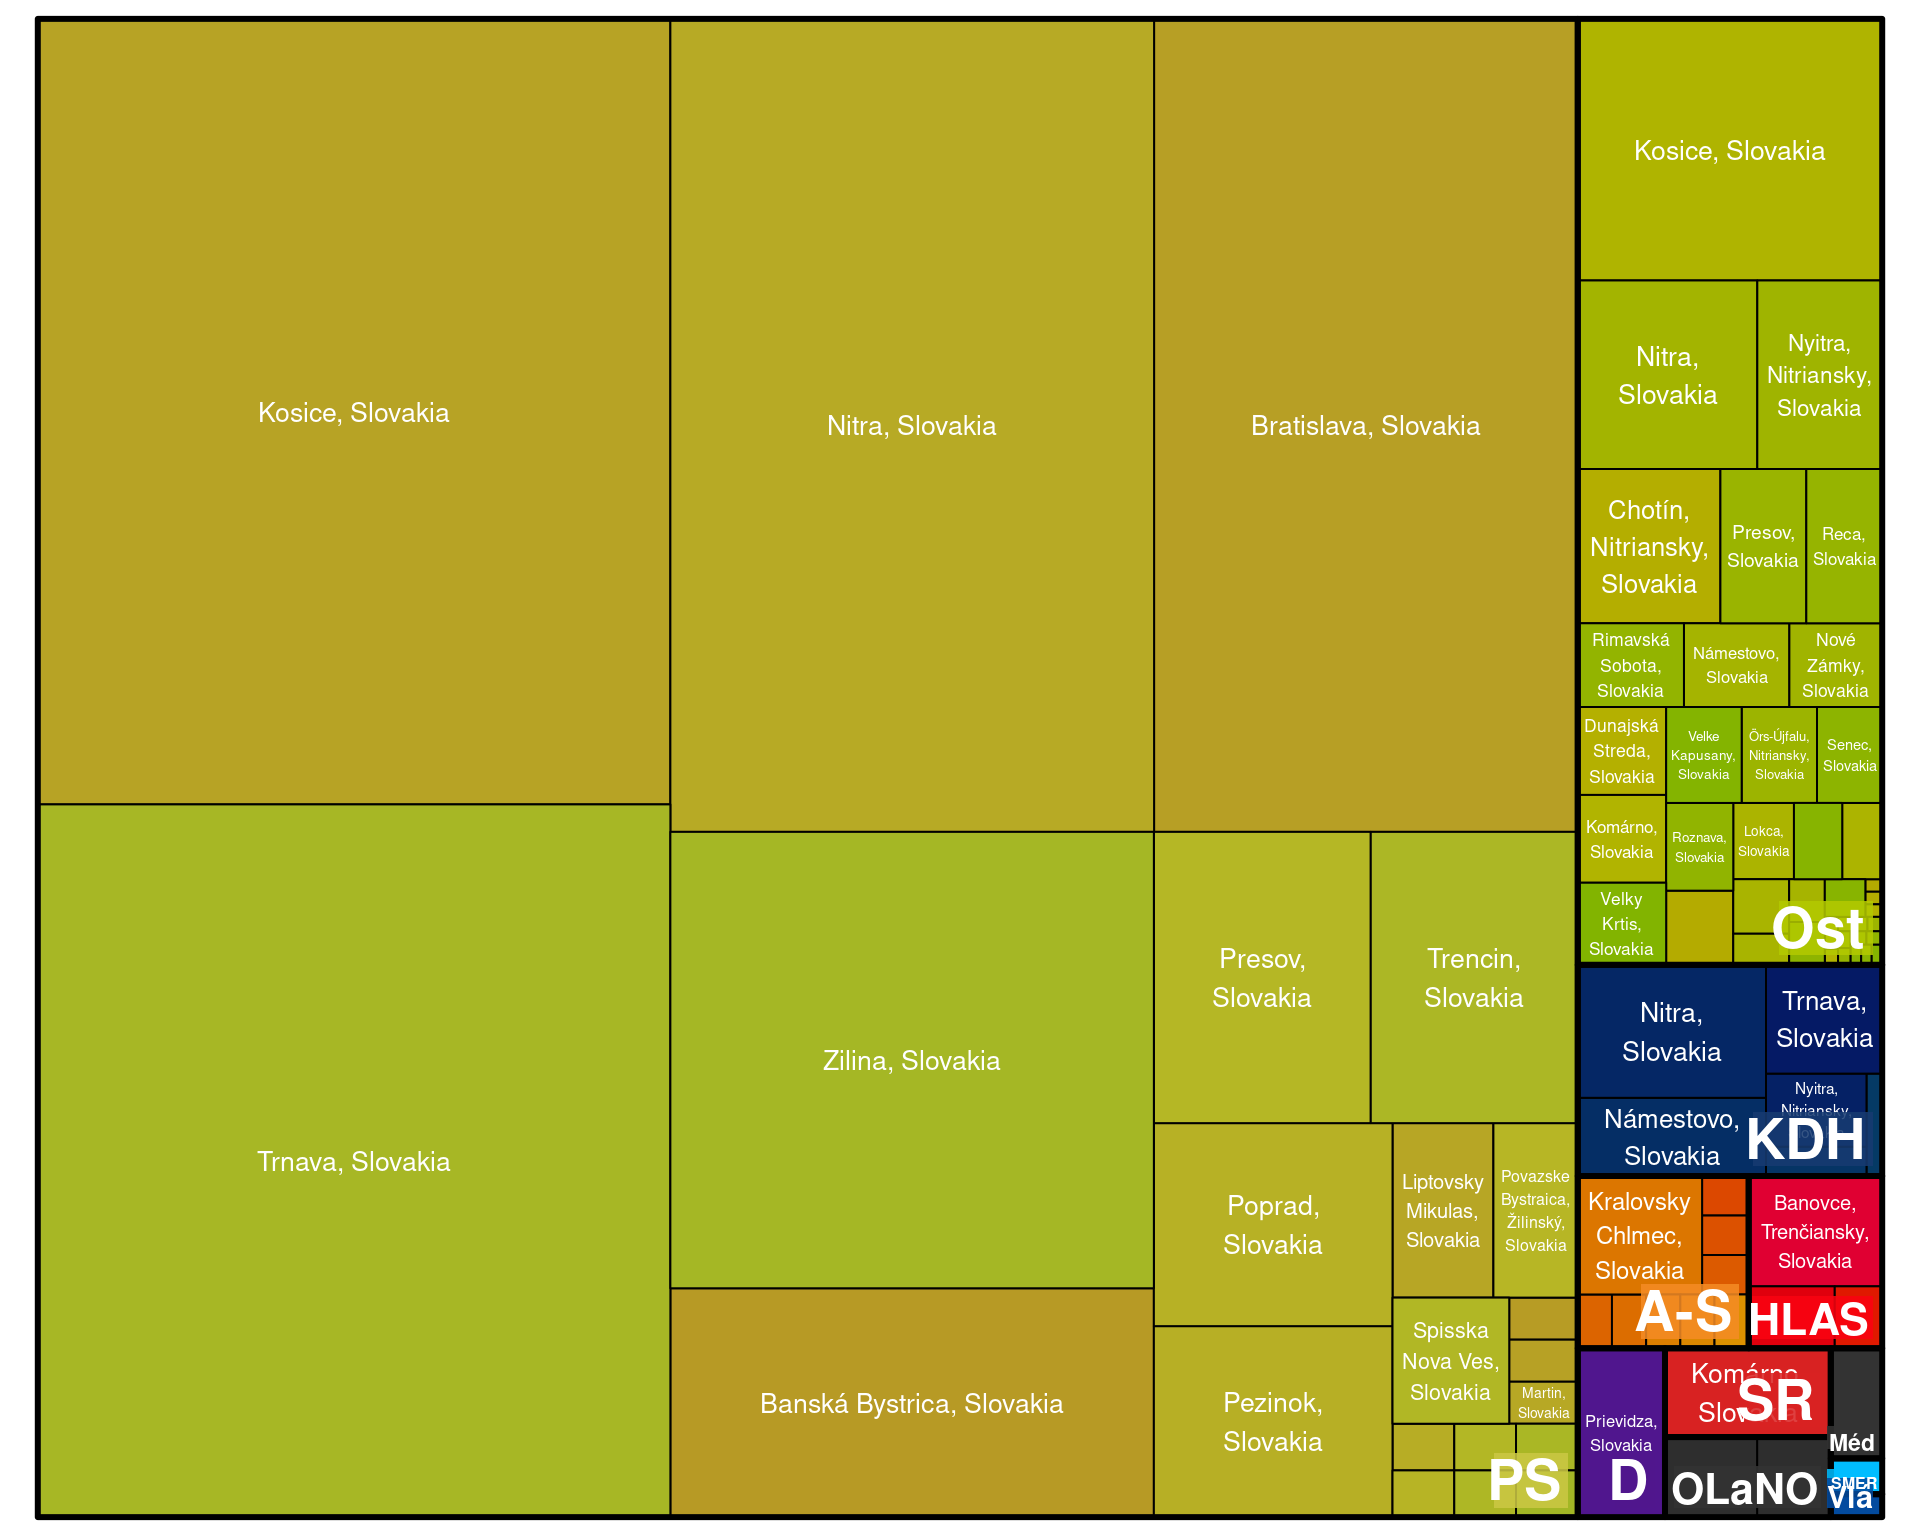 Kosice, Slovakia
Nitra, Slovakia
Bratislava, Slovakia
Trnava, Slovakia
Zilina, Slovakia
Banská Bystrica, Slovakia
Presov,
Slovakia
Trencin,
Slovakia
Poprad,
Slovakia
Pezinok,
Slovakia
Liptovsky
Mikulas,
Slovakia
Povazske
Bystraica,
Žilinský,
Slovakia
Spisska
Nova Ves,
Slovakia
Martin,
Slovakia
PS
Kosice, Slovakia
Nitra,
Slovakia
Nyitra,
Nitriansky,
Slovakia
Chotín,
Nitriansky,
Slovakia
Presov,
Slovakia
Reca,
Slovakia
Rimavská
Sobota,
Slovakia
Námestovo,
Slovakia
Nové
Zámky,
Slovakia
Dunajská
Streda,
Slovakia
Velke
Kapusany,
Slovakia
Örs-Újfalu,
Nitriansky,
Slovakia
Senec,
Slovakia
Komárno,
Slovakia
Roznava,
Slovakia
Lokca,
Slovakia
Velky
Krtis,
Slovakia
Ost
Nitra,
Slovakia
Trnava,
Slovakia
Námestovo,
Slovakia
Nyitra,
Nitriansky,
KDH
Kralovsky
Chlmec,
Slovakia
A-S
Banovce,
Trenčiansky,
Slovakia
HLAS
Prievidza,
Slovakia
D
Komárno,
Slovakia
SR
OLaNO
Méd
SMER
Vla